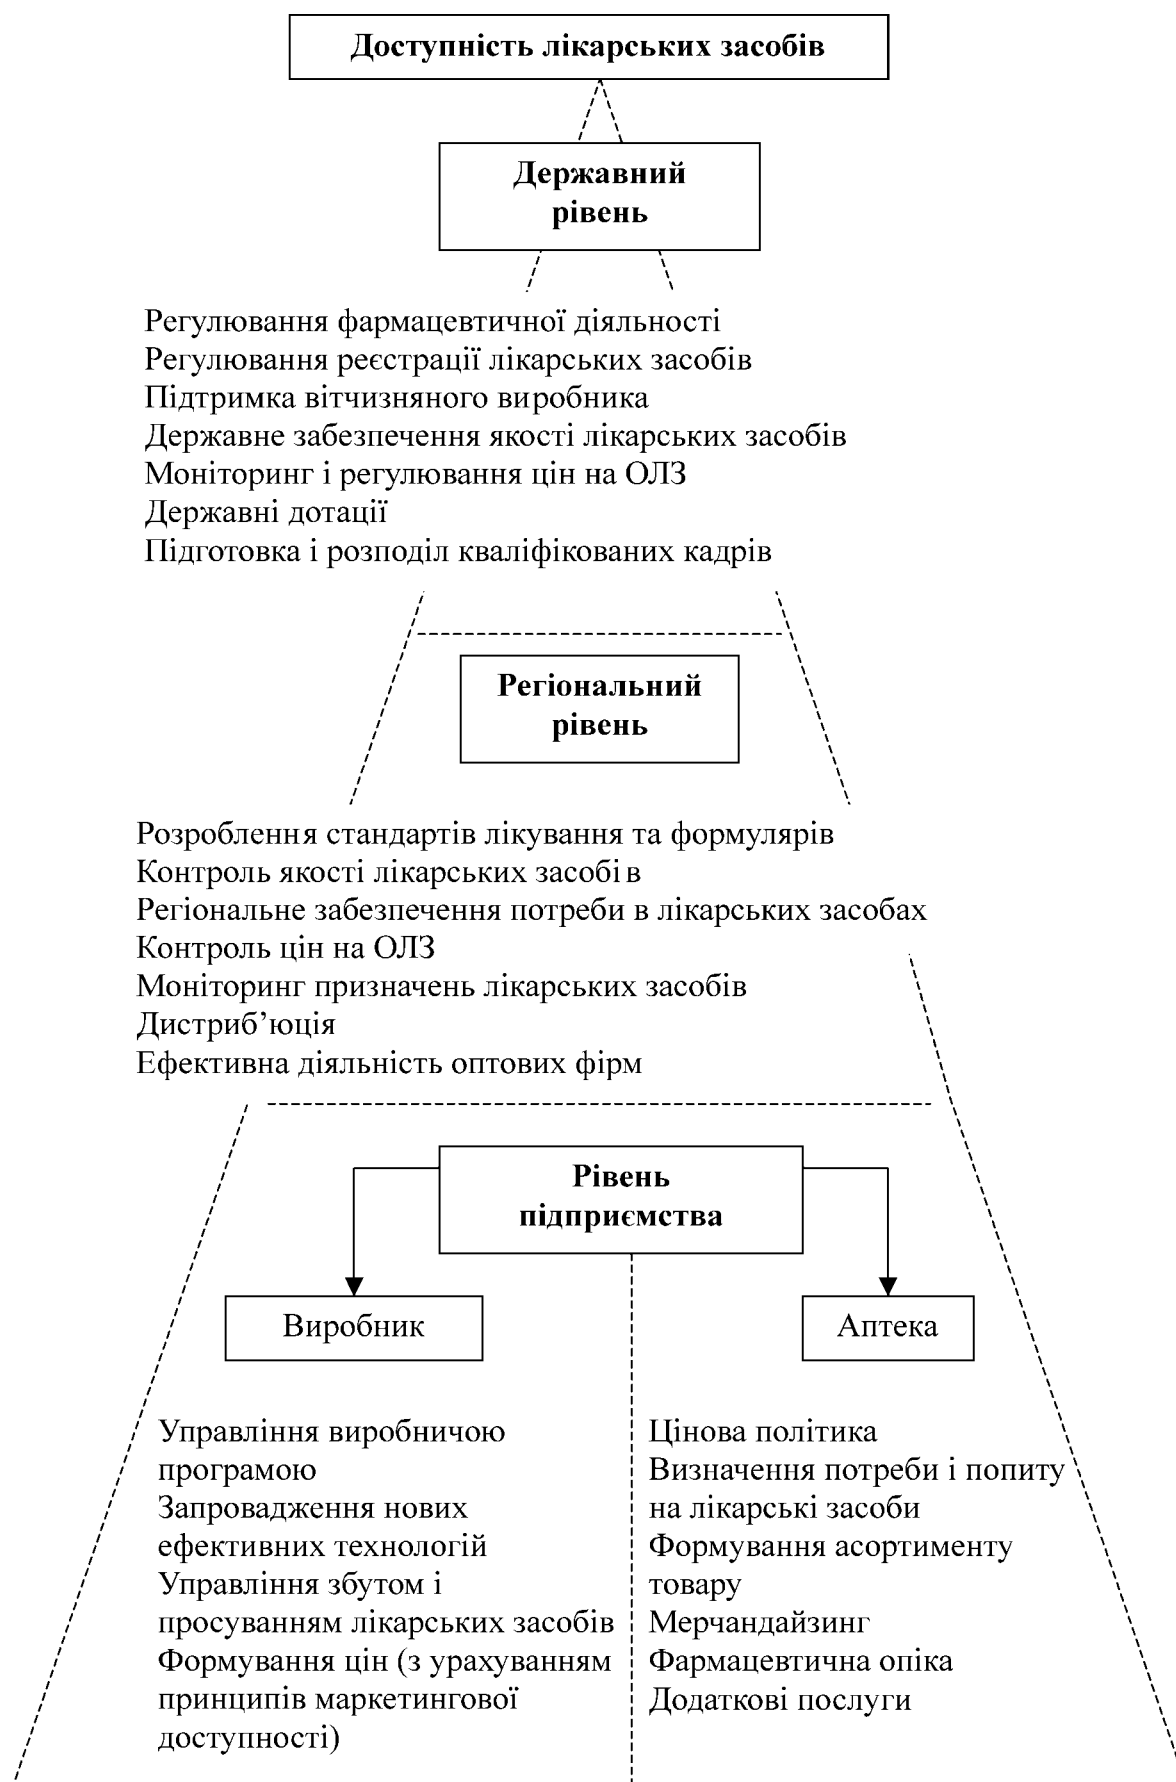 Доступність лікарських засобів
Державний
рівень
Регулювання фармацевтичної діяльності
Регулювання реєстрації лікарських засобів
Підтримка вітчизняного виробника
Державне забезпечення якості лікарських засобів
Моніторинг і регулювання цін на ОЛЗ
Державні дотації
Підготовка і розподіл кваліфікованих кадрів
Регіональний
рівень
Розроблення стандартів лікування та формулярів
Контроль якості лікарських засобів
Регіональне забезпечення потреби в лікарських засобах
Контроль цін на ОЛЗ
Моніторинг призначень лікарських засобів
Дистриб’юція
Ефективна діяльність оптових фірм
Рівень
підприємства
Виробник
Управління виробничою
програмою
Запровадження нових
ефективних технологій
Управління збутом і
просуванням лікарських засобів
Формування цін (з урахуванням
принципів маркетингової
доступності)
Аптека
Цінова політика
Визначення потреби і попиту
на лікарські засоби
Формування асортименту
товару
Мерчандайзинг
Фармацевтична опіка
Додаткові послуги